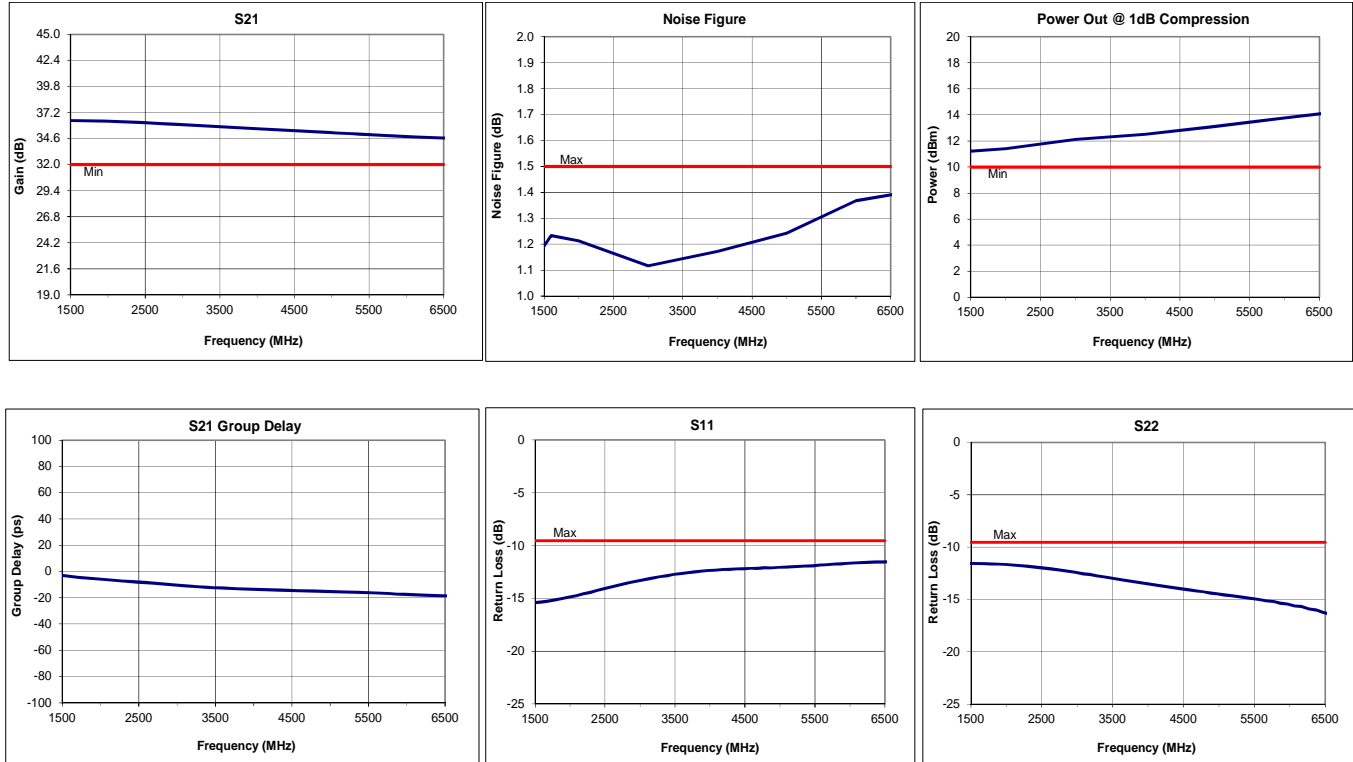 S21
Gain (dB)
45.0
42.4
39.8
37.2
34.6
32.0
29.4
26.8
24.2
21.6
19.0
Min
1500 2500 3500 4500 5500 6500
Frequency (MHz)
Noise Figure
Noise Figure (dB)
2.0
1.9
1.8
1.7
1.6
1.5
1.4
1.3
1.2
1.1
1.0
Max
1500 2500 3500 4500 5500 6500
Frequency (MHz)
Power Out @ 1dB Compression
Power (dBm)
20
18
16
14
12
10
8
6
4
2
0
Min
1500 2500 3500 4500 5500 6500
Frequency (MHz)
S21 Group Delay
Group Delay (ps)
100
80
60
40
20
0
-20
-40
-60
-80
-100
1500 2500 3500 4500 5500 6500
Frequency (MHz)
S11
Return Loss (dB)
0
-5
-10
-15
-20
-25
Max
1500 2500 3500 4500 5500 6500
Frequency (MHz)
S22
Return Loss (dB)
0
-5
-10
-15
-20
-25
Max
1500 2500 3500 4500 5500 6500
Frequency (MHz)